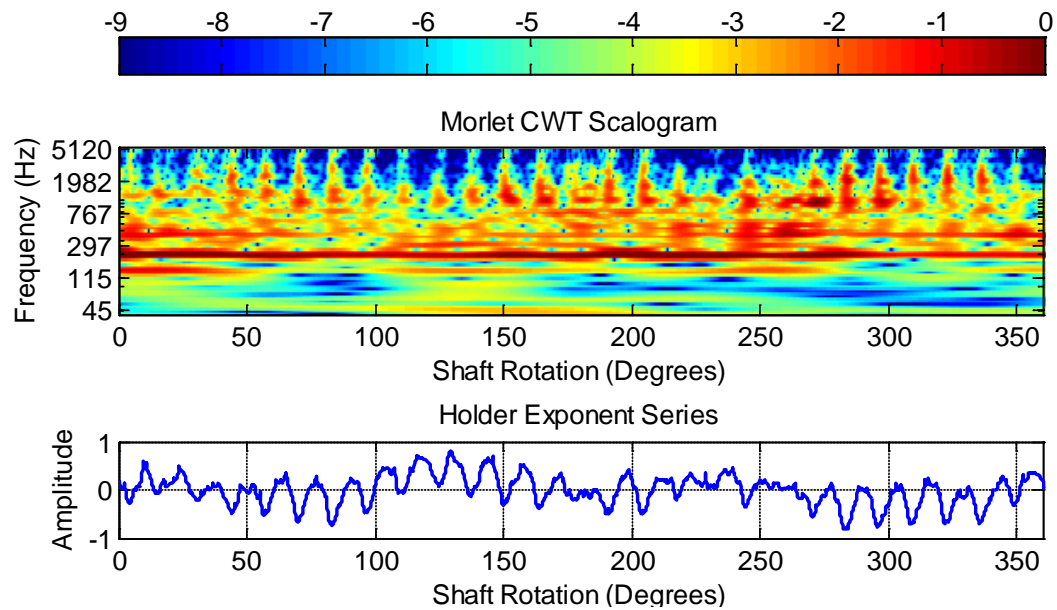 -9 -8 -7 -6 -5 -4 -3 -2 -1 0
Morlet CWT Scalogram
Frequency (Hz)
5120
1982
767
297
115
45
0 50 100 150 200 250 300 350
Shaft Rotation (Degrees)
Holder Exponent Series
Amplitude
1
0
-1
0 50 100 150 200 250 300 350
Shaft Rotation (Degrees)